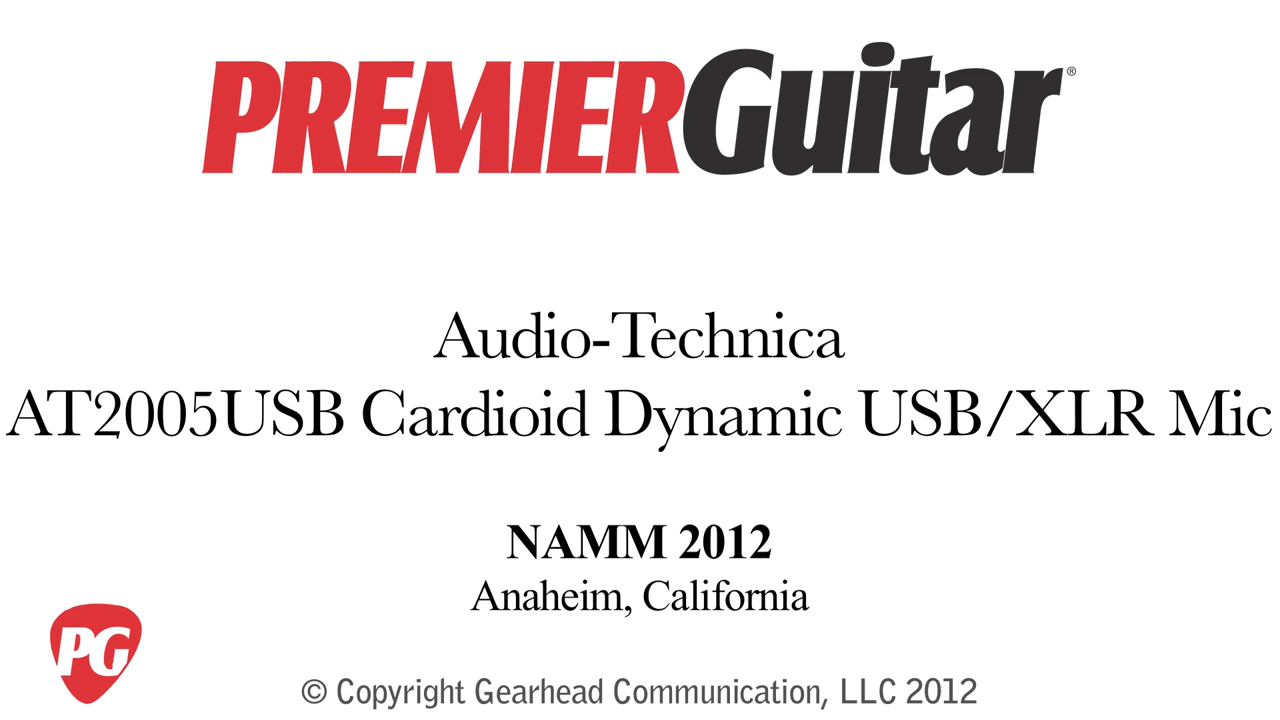 PREMIERGuitar®
Audio-Technica
AT2005USB Cardioid Dynamic USB/XLR Mic
NAMM 2012
Anaheim, California
PG
© Copyright Gearhead Communication, LLC 2012